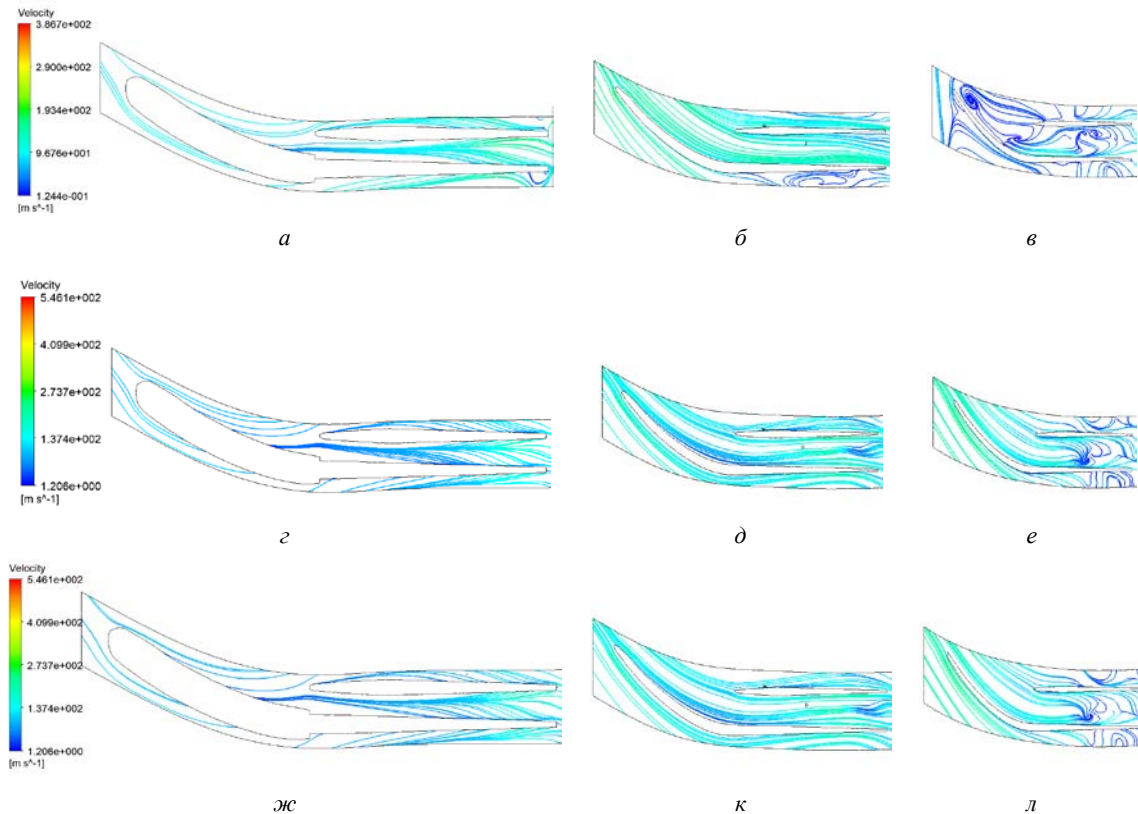 Velocity
3.867e+002
2.900e+002
1.934e+002
9.676e+001
1.244e-001
[m s^-1]
а б в
Velocity
5.461e+002
4.099e+002
2.737e+002
1.374e+002
1.206e+000
[m s^-1]
г д е
Velocity
5.461e+002
4.099e+002
2.737e+002
1.374e+002
1.206e+000
[m s^-1]
ж к л